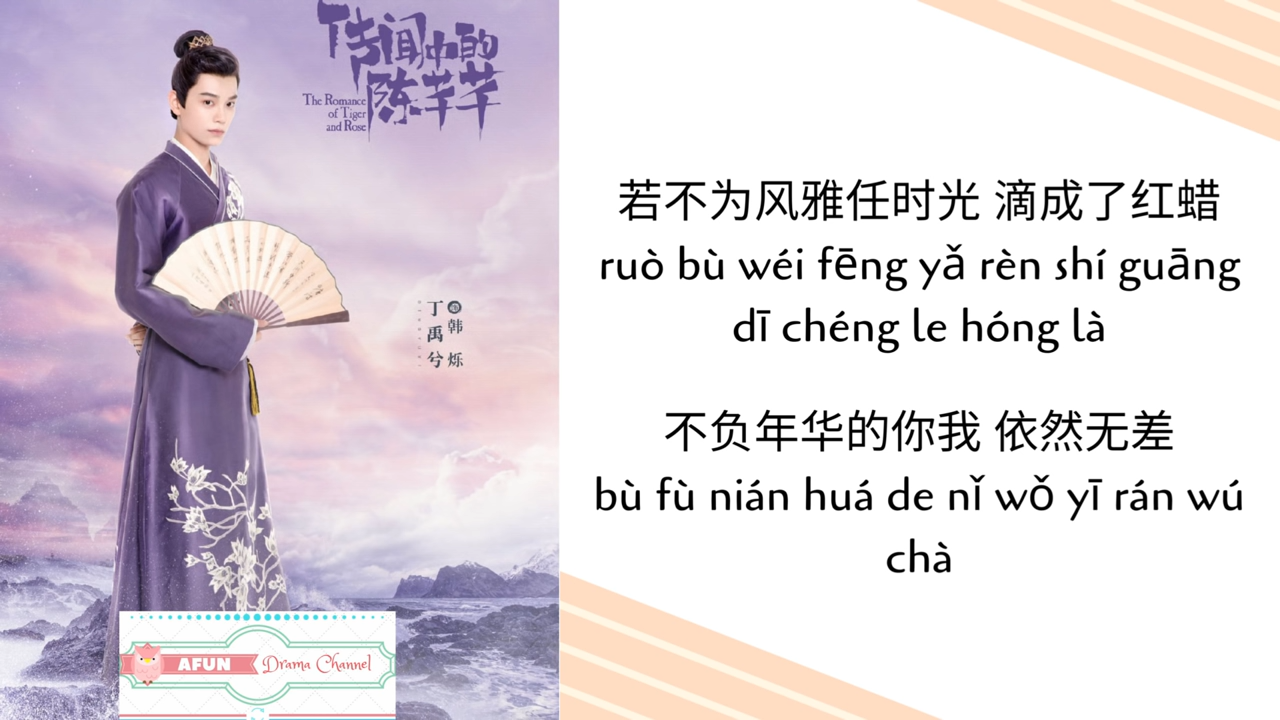 传闻中的
陈芊芊
The Romance
of Tiger
and Rose
丁禹兮
饰
韩烁
若不为风雅任时光 滴成了红蜡
ruò bù wéi fēng yǎ rèn shí guāng
dī chéng le hóng là
不负年华的你我 依然无差
bù fù nián huá de nǐ wǒ yī rán wú
chà
AFUN Drama Channel